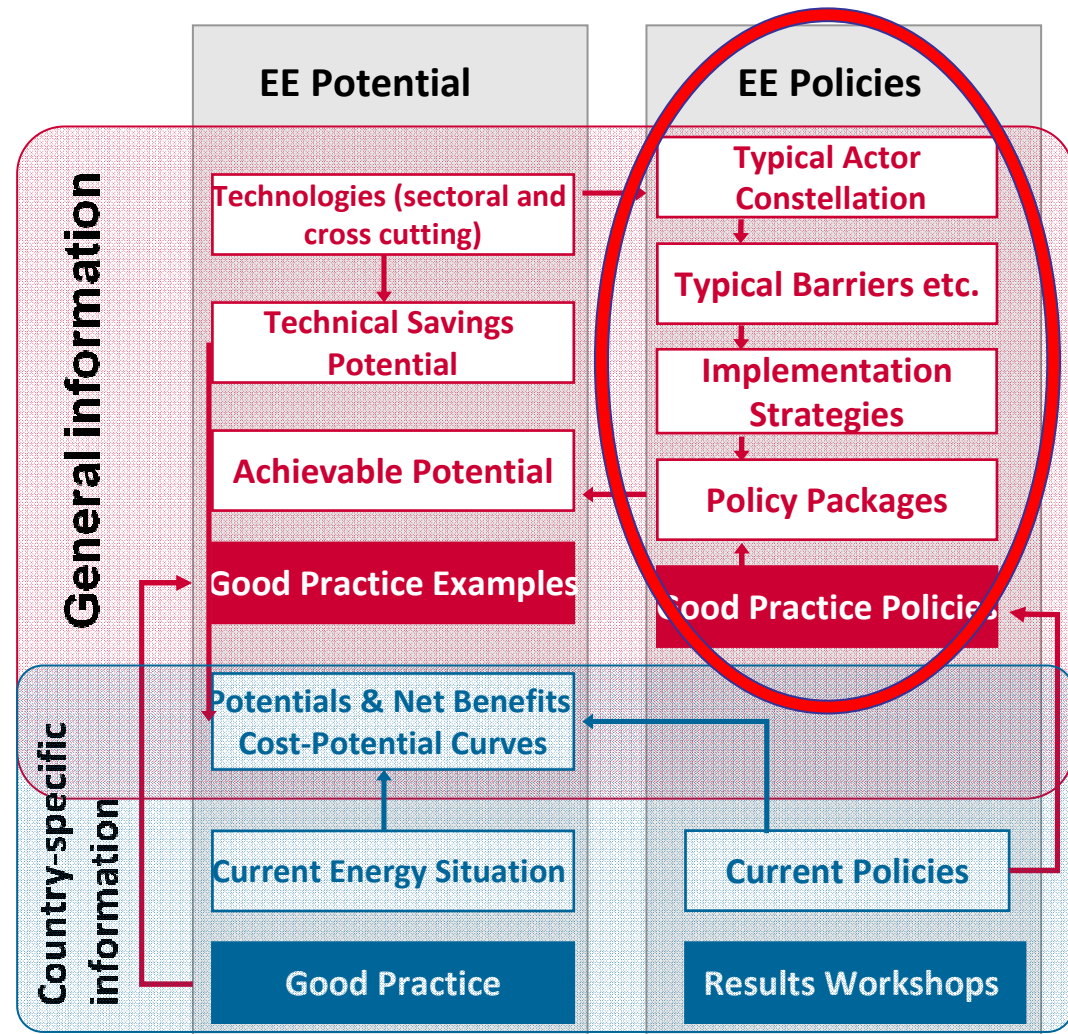 EE Potential
EE Policies
General information
Technologies (sectoral and
cross cutting)
Technical Savings
Potential
Achievable Potential
Good Practice Examples
Typical Actor
Constellation
Typical Barriers etc.
Implementation
Strategies
Policy Packages
Good Practice Policies
Country-specific
information
Potentials & Net Benefits
Cost-Potential Curves
Current Energy Situation
Good Practice
Current Policies
Results Workshops